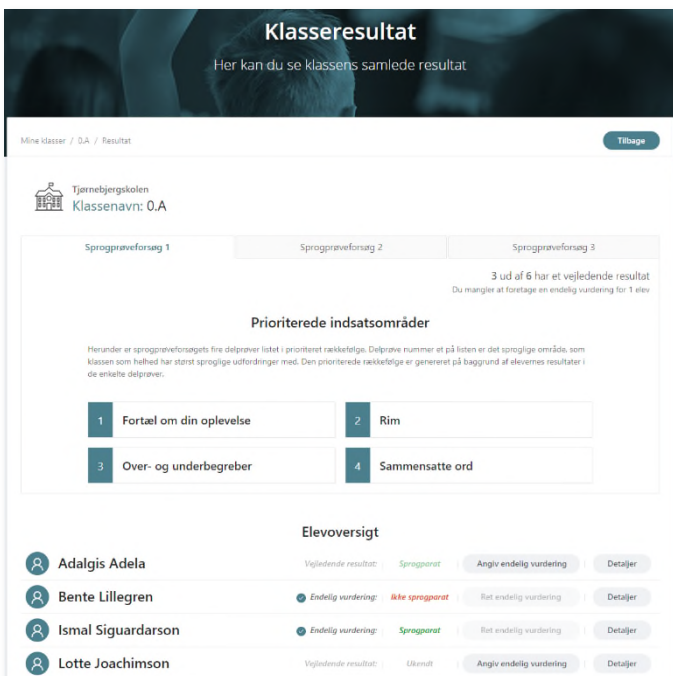 Klasseresultat
Her kan du se klassens samlede resultat
Mine klasser / 0.A / Resultat
Tilbage
Tjørnebjergskolen
Klassenavn: 0.A
Sprogprøveforsøg 1
Sprogprøveforsøg 2
Sprogprøveforsøg 3
3 ud af 6 har et vejledende resultat
Du mangler at foretage en endelig vurdering for 1 elev
Prioriterede indsatsområder
Herunder er sprogprøveforsøgets fire delprøver listet i prioriteret rækkefølge. Delprøve nummer et på listen er det sproglige område, som
klassen som helhed har størst sproglige udfordringer med. Den prioriterede rækkefølge er genereret på baggrund af elevernes resultater i
de enkelte delprøver.
1 Fortæl om din oplevelse
2 Rim
3 Over- og underbegreber
4 Sammensatte ord
Elevoversigt
Adalgis Adela Vejledende resultat: Sprogparat Angiv endelig vurdering Detaljer
Bente Lillegren Endelig vurdering: Ikke sprogparat Ret endelig vurdering Detaljer
Ismal Siguardarson Endelig vurdering: Sprogparat Ret endelig vurdering Detaljer
Lotte Joachimson Vejledende resultat: Ukendt Angiv endelig vurdering Detaljer